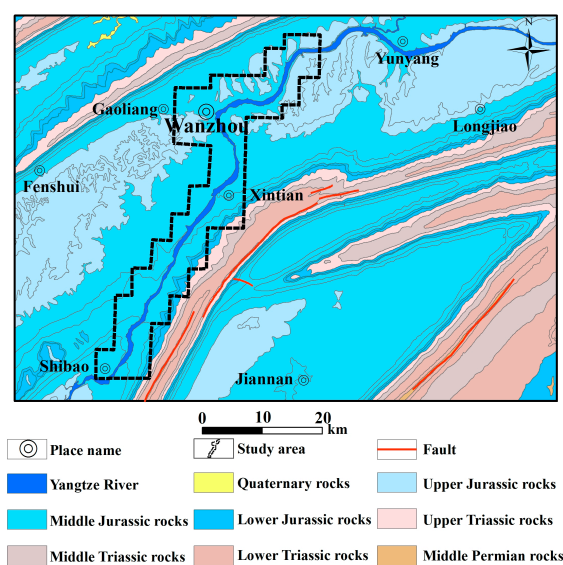 N
Yunyang
Gaoliang
Wanzhou
Longjiao
Fenshui
Xintian
Shibao
Jiannan
0 10 20
km
Place name Study area Fault
Yangtze River Quaternary rocks Upper Jurassic rocks
Middle Jurassic rocks Lower Jurassic rocks Upper Triassic rocks
Middle Triassic rocks Lower Triassic rocks Middle Permian rocks